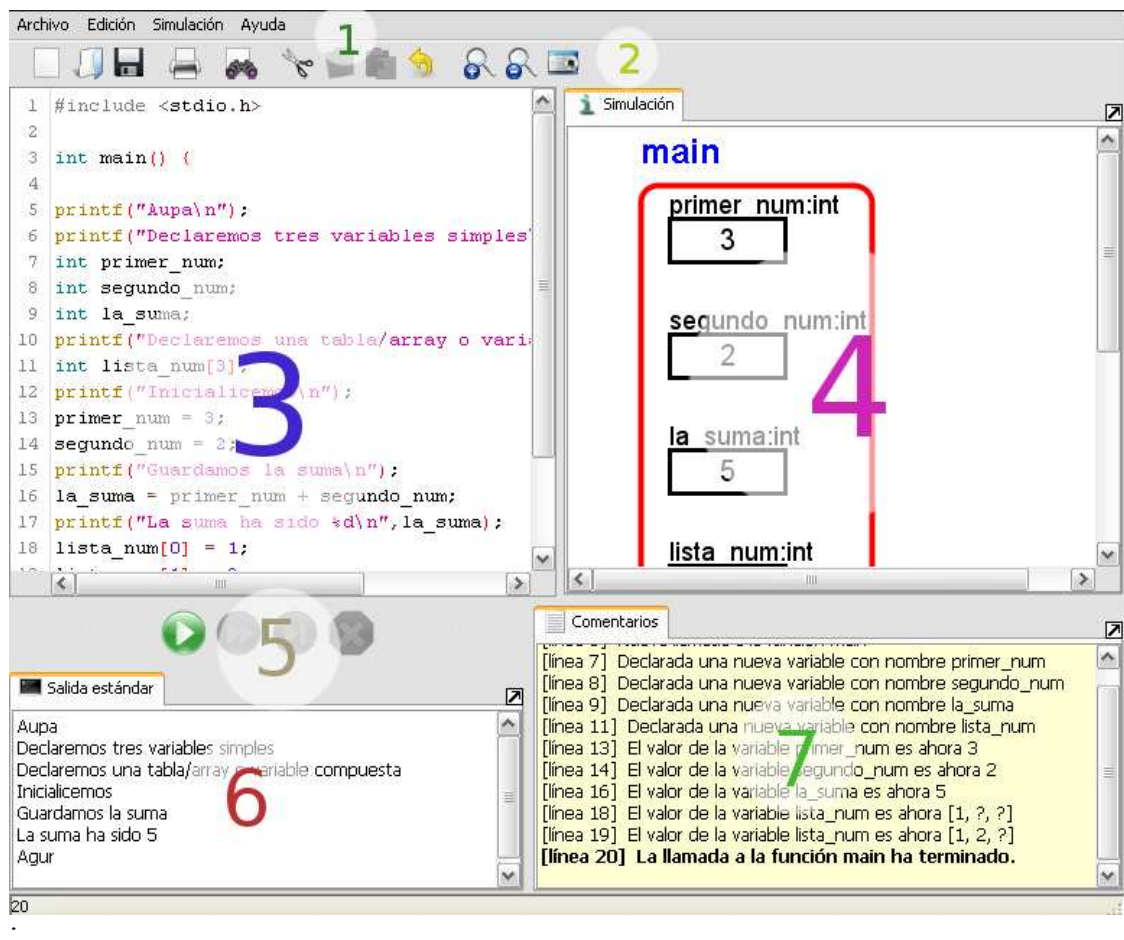 Archivo Edición Simulación Ayuda
1
2
1 #include <stdio.h>
2
3 int main() {
4
5 printf("Aupa\n");
6 printf("Declaremos tres variables simples\
7 int primer_num;
8 int segundo_num;
9 int la_suma;
10 printf("Declaremos una tabla/array o vari
11 int lista_num[3];
12 printf("Inicialicemos\n");
13 primer_num = 3;
14 segundo_num = 2;
15 printf("Guardamos la suma\n");
16 la_suma = primer_num + segundo_num;
17 printf("La suma ha sido %d\n",la_suma);
18 lista_num[0] = 1;
3
Simulación
main
primer_num:int
3
segundo_num:int
2
la_suma:int
5
lista_num:int
4
5
Salida estándar
Aupa
Declaremos tres variables simples
Declaremos una tabla/array o variable compuesta
Inicialicemos
Guardamos la suma
La suma ha sido 5
Agur
6
Comentarios
[línea 7] Declarada una nueva variable con nombre primer_num
[línea 8] Declarada una nueva variable con nombre segundo_num
[línea 9] Declarada una nueva variable con nombre la_suma
[línea 11] Declarada una nueva variable con nombre lista_num
[línea 13] El valor de la variable primer_num es ahora 3
[línea 14] El valor de la variable segundo_num es ahora 2
[línea 16] El valor de la variable la_suma es ahora 5
[línea 18] El valor de la variable lista_num es ahora [1, ?, ?]
[línea 19] El valor de la variable lista_num es ahora [1, 2, ?]
[línea 20] La llamada a la función main ha terminado.
7
20
.